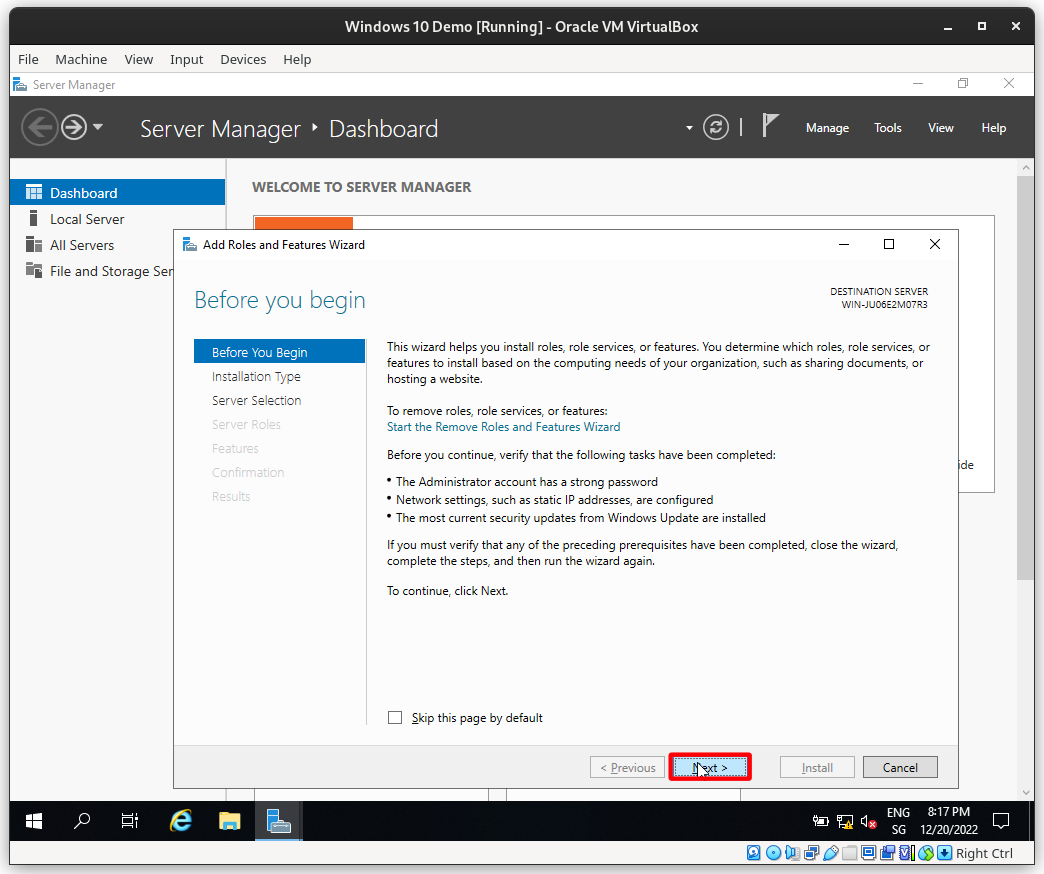 Windows 10 Demo [Running] - Oracle VM VirtualBox
File Machine View Input Devices Help
Server Manager
Server Manager Dashboard
Manage Tools View Help
Dashboard
Local Server
All Servers
File and Storage Ser
WELCOME TO SERVER MANAGER
Add Roles and Features Wizard
Before you begin
DESTINATION SERVER
WIN-JU06E2M07R3
Before You Begin
Installation Type
Server Selection
Server Roles
Features
Confirmation
Results
This wizard helps you install roles, role services, or features. You determine which roles, role services, or
features to install based on the computing needs of your organization, such as sharing documents, or
hosting a website.
To remove roles, role services, or features:
Start the Remove Roles and Features Wizard
Before you continue, verify that the following tasks have been completed:
• The Administrator account has a strong password
• Network settings, such as static IP addresses, are configured
• The most current security updates from Windows Update are installed
If you must verify that any of the preceding prerequisites have been completed, close the wizard,
complete the steps, and then run the wizard again.
To continue, click Next.
ide
Skip this page by default
< Previous
Next >
Install
Cancel
ENG
SG
8:17 PM
12/20/2022
Right Ctrl